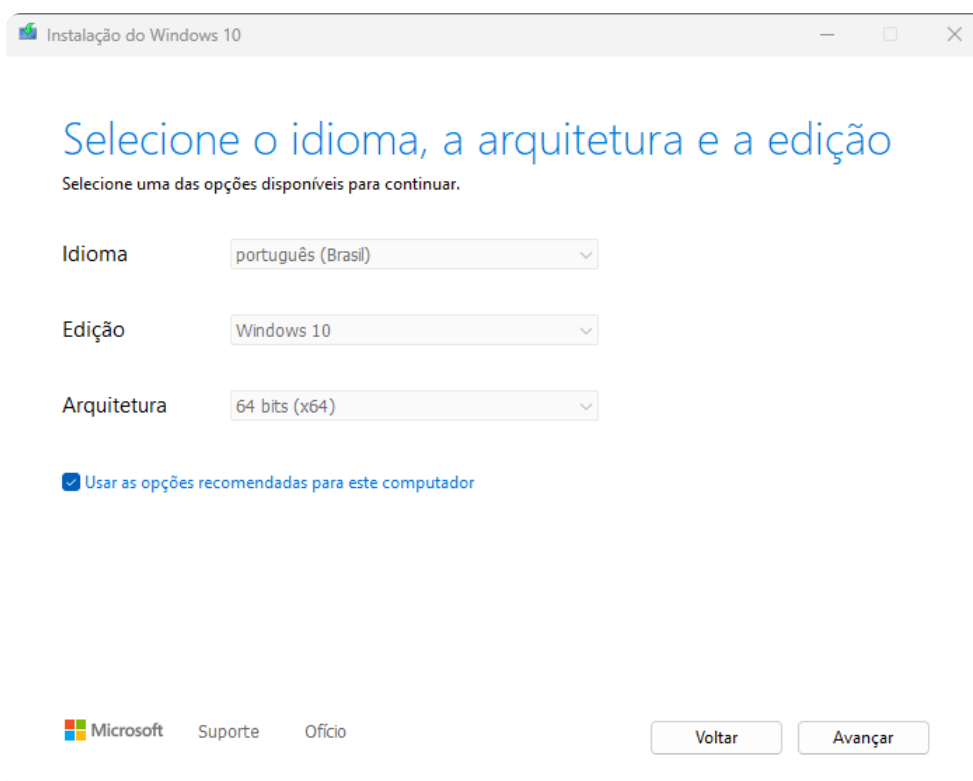 Instalação do Windows 10
Selecione o idioma, a arquitetura e a edição
Selecione uma das opções disponíveis para continuar.
Idioma português (Brasil)
Edição Windows 10
Arquitetura 64 bits (x64)
Usar as opções recomendadas para este computador
Microsoft Suporte Ofício Voltar Avançar